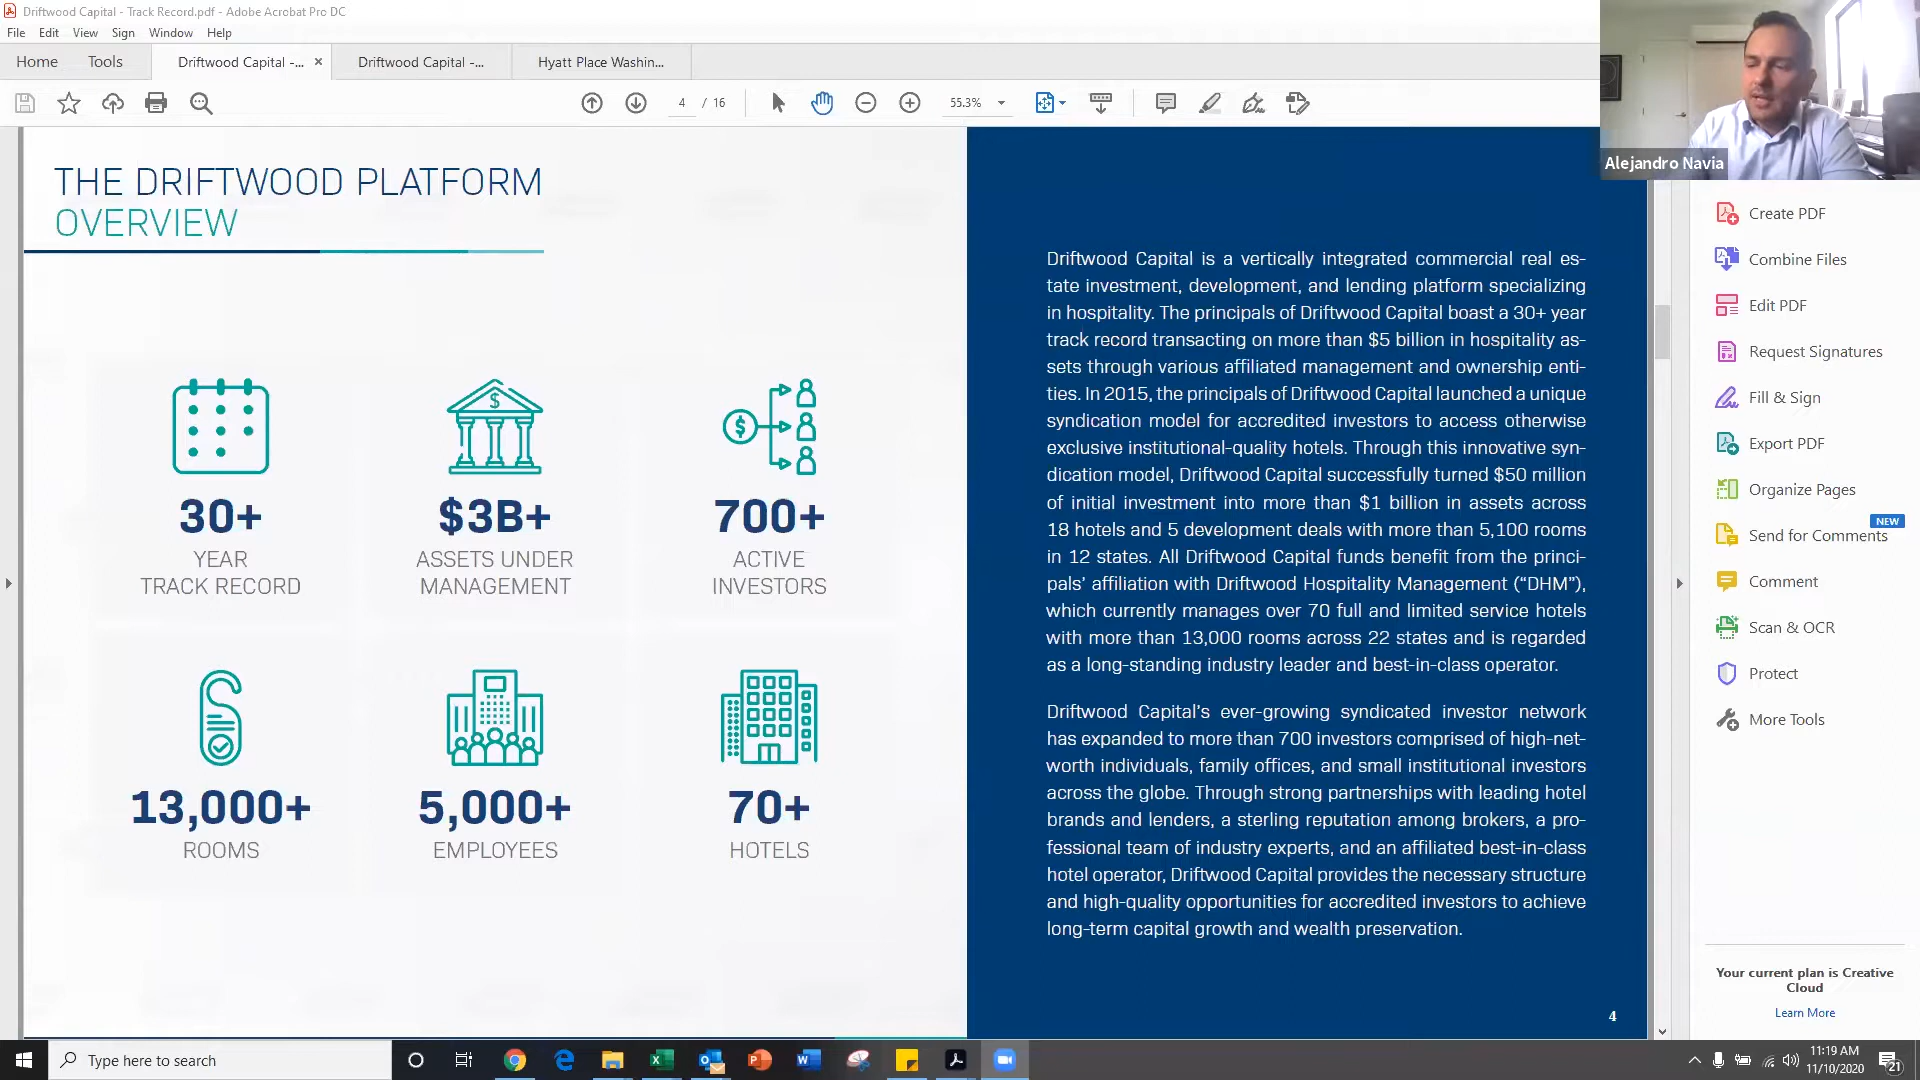 Driftwood Capital - Track Record.pdf - Adobe Acrobat Pro DC
File Edit View Sign Window Help
Home Tools Driftwood Capital -... × Driftwood Capital -... Hyatt Place Washin...
4 / 16 55.3%
Alejandro Navia
THE DRIFTWOOD PLATFORM
OVERVIEW
$
$
30+
YEAR
TRACK RECORD
$3B+
ASSETS UNDER
MANAGEMENT
700+
ACTIVE
INVESTORS
13,000+
ROOMS
5,000+
EMPLOYEES
70+
HOTELS
Driftwood Capital is a vertically integrated commercial real es-
tate investment, development, and lending platform specializing
in hospitality. The principals of Driftwood Capital boast a 30+ year
track record transacting on more than $5 billion in hospitality as-
sets through various affiliated management and ownership enti-
ties. In 2015, the principals of Driftwood Capital launched a unique
syndication model for accredited investors to access otherwise
exclusive institutional-quality hotels. Through this innovative syn-
dication model, Driftwood Capital successfully turned $50 million
of initial investment into more than $1 billion in assets across
18 hotels and 5 development deals with more than 5,100 rooms
in 12 states. All Driftwood Capital funds benefit from the princi-
pals’ affiliation with Driftwood Hospitality Management (“DHM”),
which currently manages over 70 full and limited service hotels
with more than 13,000 rooms across 22 states and is regarded
as a long-standing industry leader and best-in-class operator.
Driftwood Capital’s ever-growing syndicated investor network
has expanded to more than 700 investors comprised of high-net-
worth individuals, family offices, and small institutional investors
across the globe. Through strong partnerships with leading hotel
brands and lenders, a sterling reputation among brokers, a pro-
fessional team of industry experts, and an affiliated best-in-class
hotel operator, Driftwood Capital provides the necessary structure
and high-quality opportunities for accredited investors to achieve
long-term capital growth and wealth preservation.
4
Create PDF
Combine Files
Edit PDF
Request Signatures
Fill & Sign
Export PDF
Organize Pages
NEW
Send for Comments
Comment
Scan & OCR
Protect
More Tools
Your current plan is Creative
Cloud
Learn More
Type here to search
11:19 AM
11/10/2020
21